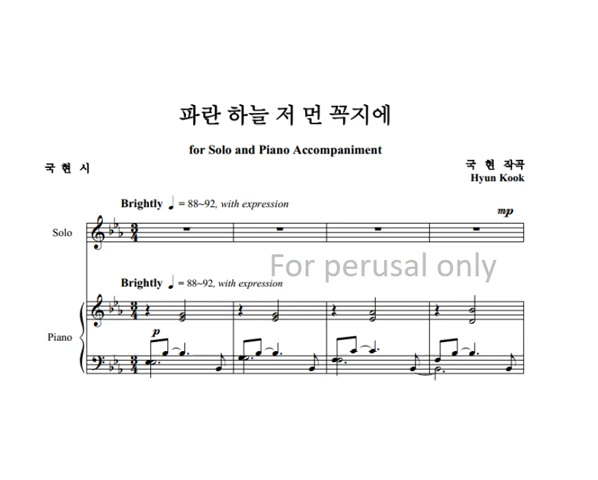 파란 하늘 저 먼 꼭지에
for Solo and Piano Accompaniment
국 현 시
국 현 작곡
Hyun Kook
Brightly ♩ = 88~92, with expression
mp
Solo
For perusal only
Brightly ♩ = 88~92, with expression
p
Piano